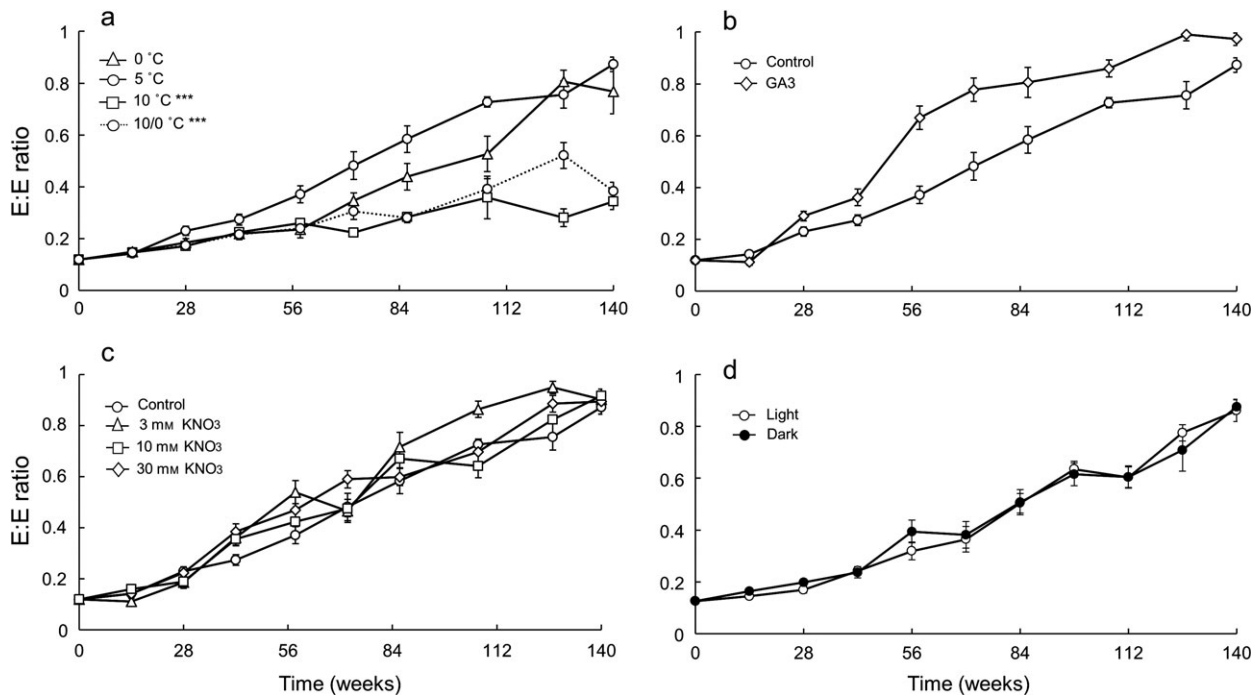 a
1
0.8
0.6
0.4
0.2
0
E:E ratio
0 °C
5 °C
10 °C ***
10/0 °C ***
0 28 56 84 112 140
b
1
0.8
0.6
0.4
0.2
0
Control
GA3
0 28 56 84 112 140
c
1
0.8
0.6
0.4
0.2
0
E:E ratio
Control
3 mM KNO3
10 mM KNO3
30 mM KNO3
0 28 56 84 112 140
Time (weeks)
d
1
0.8
0.6
0.4
0.2
0
Light
Dark
0 28 56 84 112 140
Time (weeks)